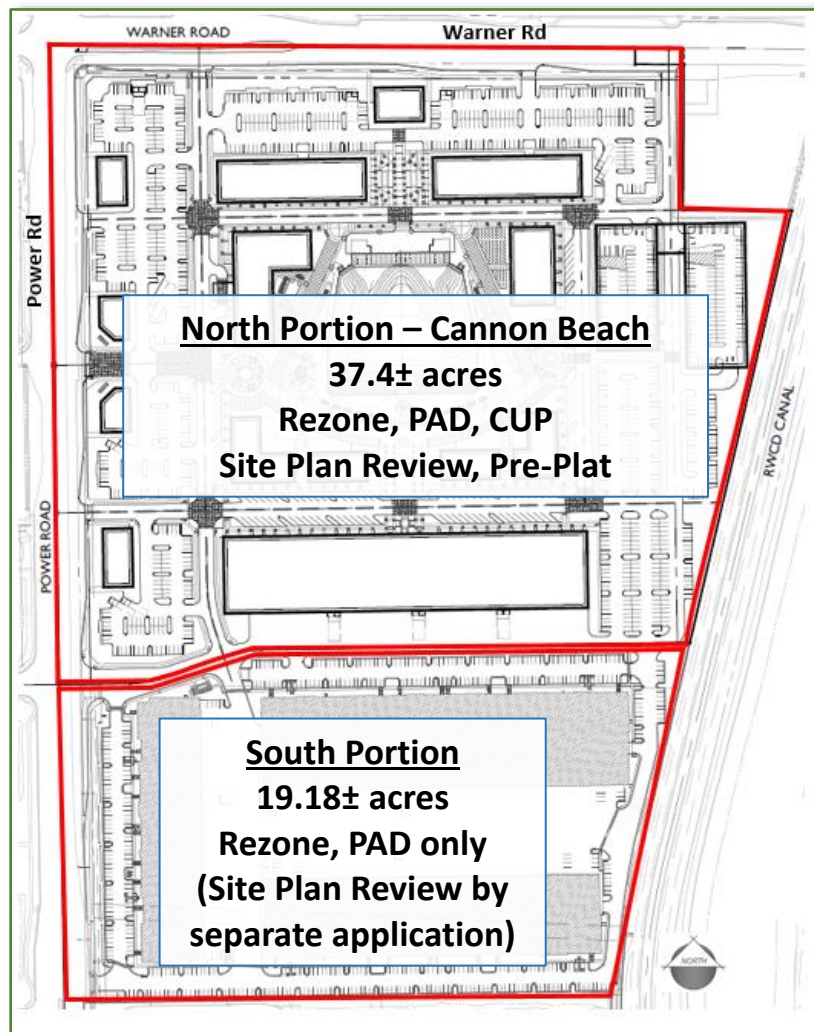 WARNER ROAD
Warner Rd
Power Rd
North Portion – Cannon Beach
37.4± acres
Rezone, PAD, CUP
Site Plan Review, Pre-Plat
RWCD CANAL
POWER ROAD
South Portion
19.18± acres
Rezone, PAD only
(Site Plan Review by
separate application)
NORTH